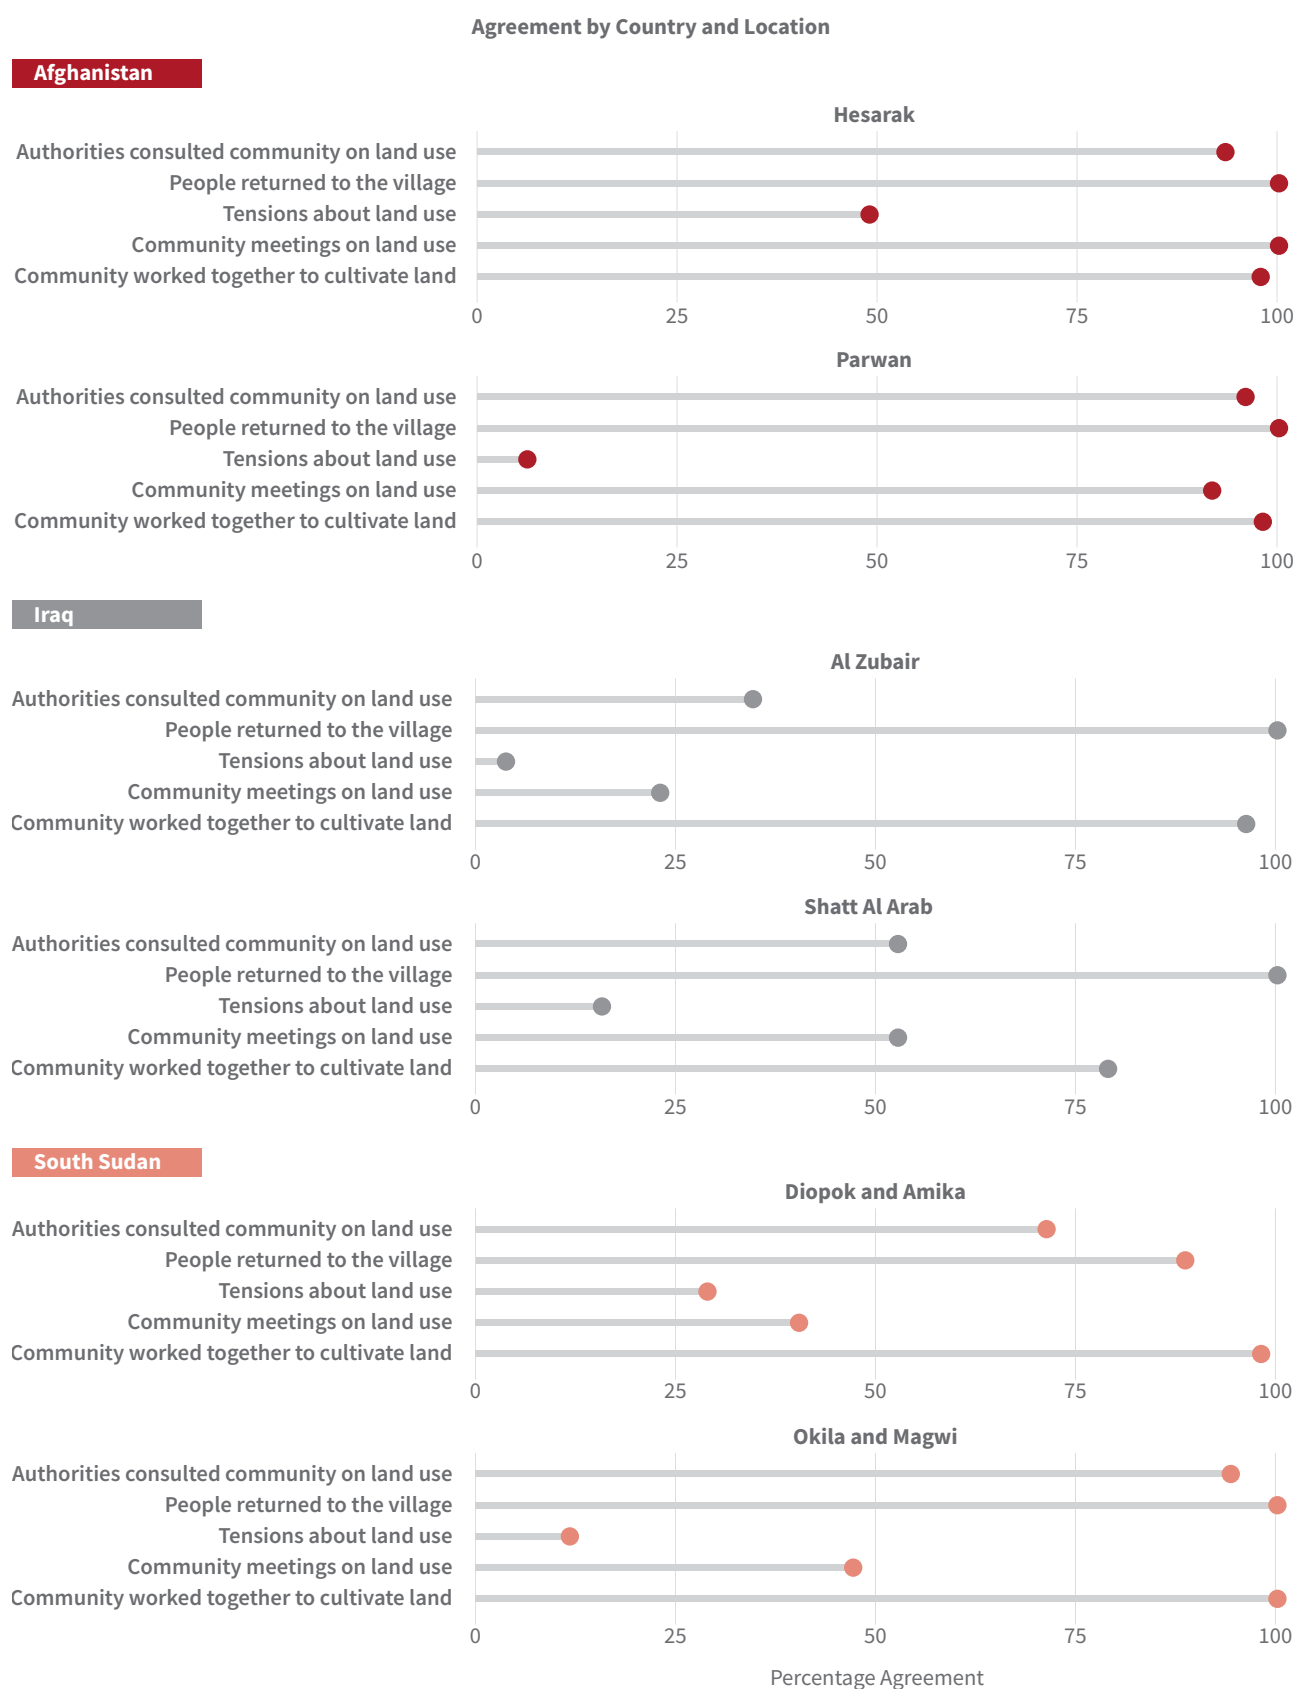 Agreement by Country and Location
Afghanistan
Hesarak
Authorities consulted community on land use
People returned to the village
Tensions about land use
Community meetings on land use
Community worked together to cultivate land
0 25 50 75 100
Parwan
Authorities consulted community on land use
People returned to the village
Tensions about land use
Community meetings on land use
Community worked together to cultivate land
0 25 50 75 100
Iraq
Al Zubair
Authorities consulted community on land use
People returned to the village
Tensions about land use
Community meetings on land use
Community worked together to cultivate land
0 25 50 75 100
Shatt Al Arab
Authorities consulted community on land use
People returned to the village
Tensions about land use
Community meetings on land use
Community worked together to cultivate land
0 25 50 75 100
South Sudan
Diopok and Amika
Authorities consulted community on land use
People returned to the village
Tensions about land use
Community meetings on land use
Community worked together to cultivate land
0 25 50 75 100
Okila and Magwi
Authorities consulted community on land use
People returned to the village
Tensions about land use
Community meetings on land use
Community worked together to cultivate land
0 25 50 75 100
Percentage Agreement